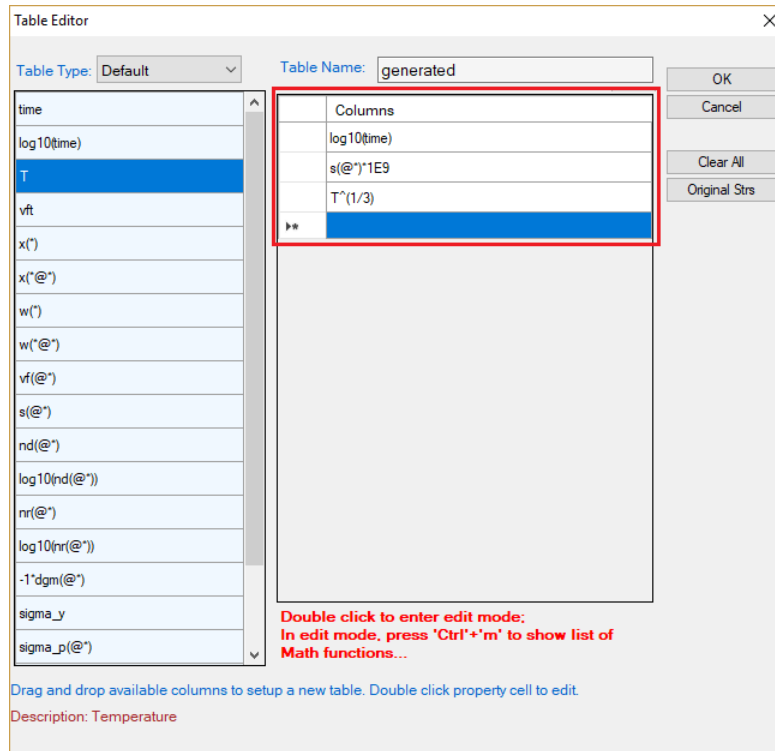 Table Editor
Table Type: Default
Table Name: generated
OK
Cancel
Clear All
Original Strs
time
log10(time)
T
vft
x(*)
x(*@*)
w(*)
w(*@*)
vf(@*)
s(@*)
nd(@*)
log10(nd(@*))
nr(@*)
log10(nr(@*))
-1*dgm(@*)
sigma_y
sigma_p(@*)
Columns
log10(time)
s(@*)*1E9
T^(1/3)
Double click to enter edit mode;
In edit mode, press 'Ctrl'+'m' to show list of
Math functions...
Drag and drop available columns to setup a new table. Double click property cell to edit.
Description: Temperature